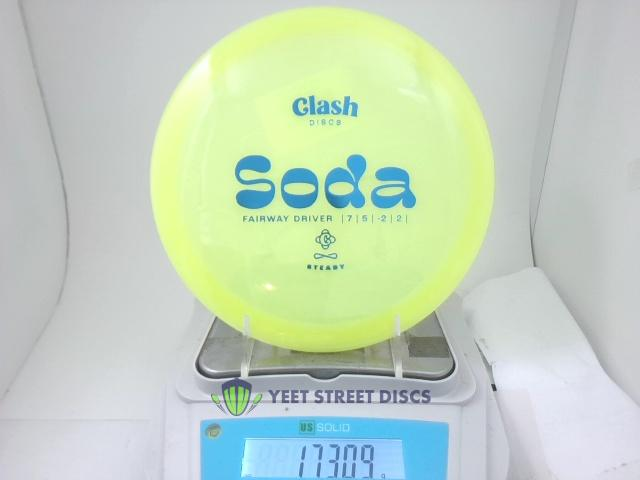 Clash
DISCS
Soda
FAIRWAY DRIVER |7|5|-2|2|
STEADY
YEET STREET DISCS
US SOLID
173.09 g